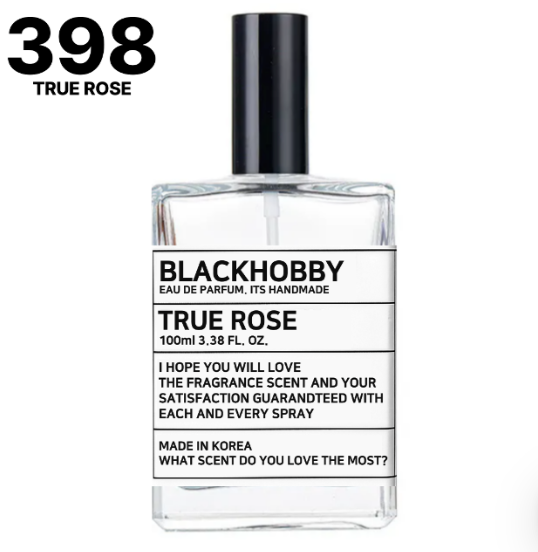 398
TRUE ROSE
BLACKHOBBY
EAU DE PARFUM, ITS HANDMADE
TRUE ROSE
100ml 3.38 FL. OZ.
I HOPE YOU WILL LOVE
THE FRAGRANCE SCENT AND YOUR
SATISFACTION GUARANDTEED WITH
EACH AND EVERY SPRAY
MADE IN KOREA
WHAT SCENT DO YOU LOVE THE MOST?